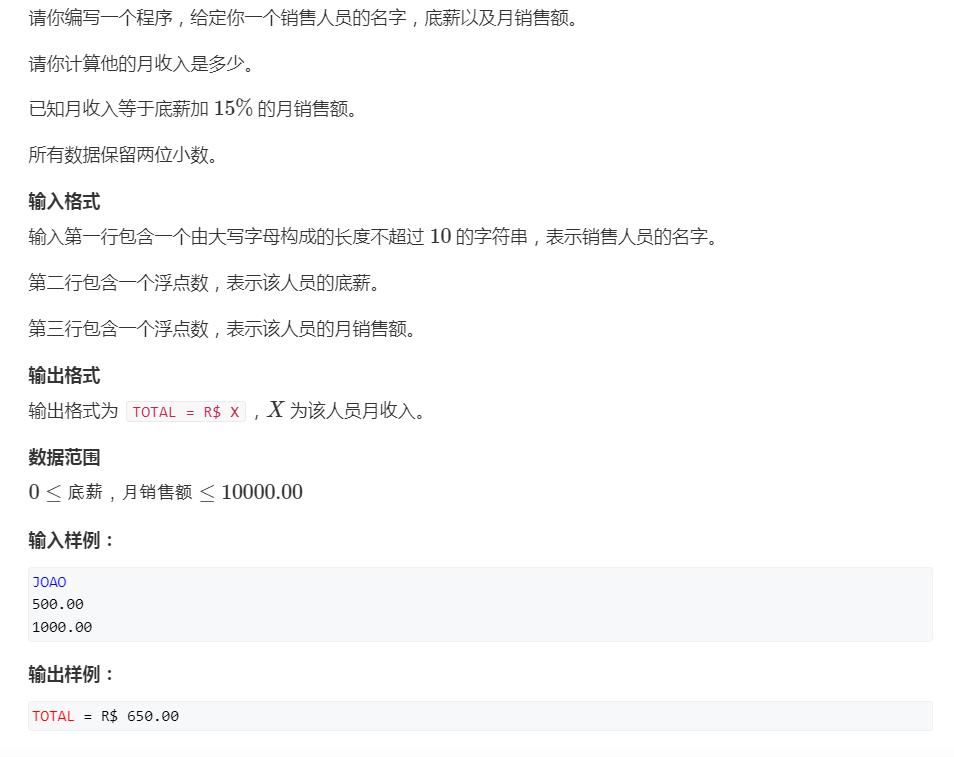 请你编写一个程序，给定你一个销售人员的名字，底薪以及月销售额。
请你计算他的月收入是多少。
已知月收入等于底薪加 15% 的月销售额。
所有数据保留两位小数。
输入格式
输入第一行包含一个由大写字母构成的长度不超过 10 的字符串，表示销售人员的名字。
第二行包含一个浮点数，表示该人员的底薪。
第三行包含一个浮点数，表示该人员的月销售额。
输出格式
输出格式为 TOTAL = R$ X ，X 为该人员月收入。
数据范围
0 ≤ 底薪，月销售额 ≤ 10000.00
输入样例：
JOAO
500.00
1000.00
输出样例：
TOTAL = R$ 650.00